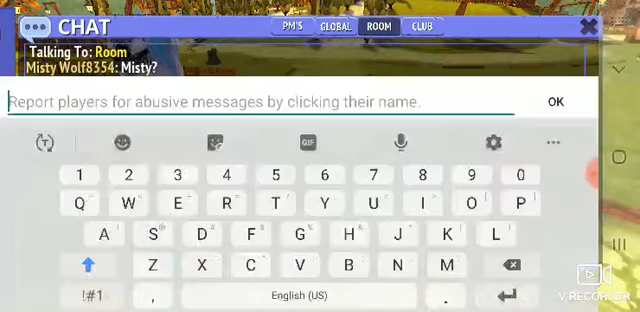 CHAT
PM'S GLOBAL ROOM CLUB
Talking To: Room
Misty Wolf8354: Misty?
Report players for abusive messages by clicking their name. OK
GIF
1 2 3 4 5 6 7 8 9 0
Q W E R T Y U I O P
A S D F G H J K L
Z X C V B N M
!#1 , English (US) .
V RECORDER